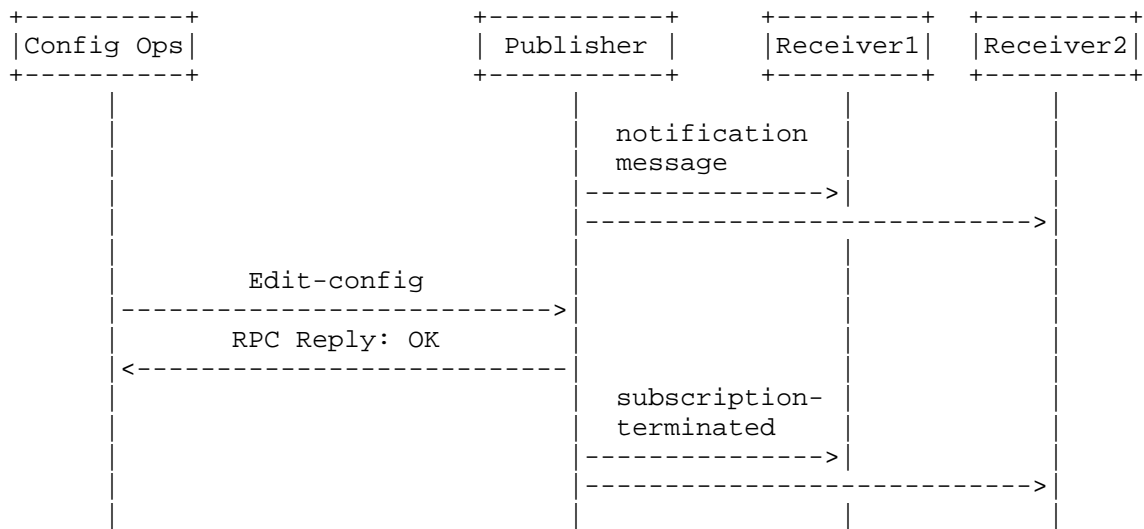 Config Ops Publisher Receiver1 Receiver2
notification
message
Edit-config
RPC Reply: OK
subscription-
terminated